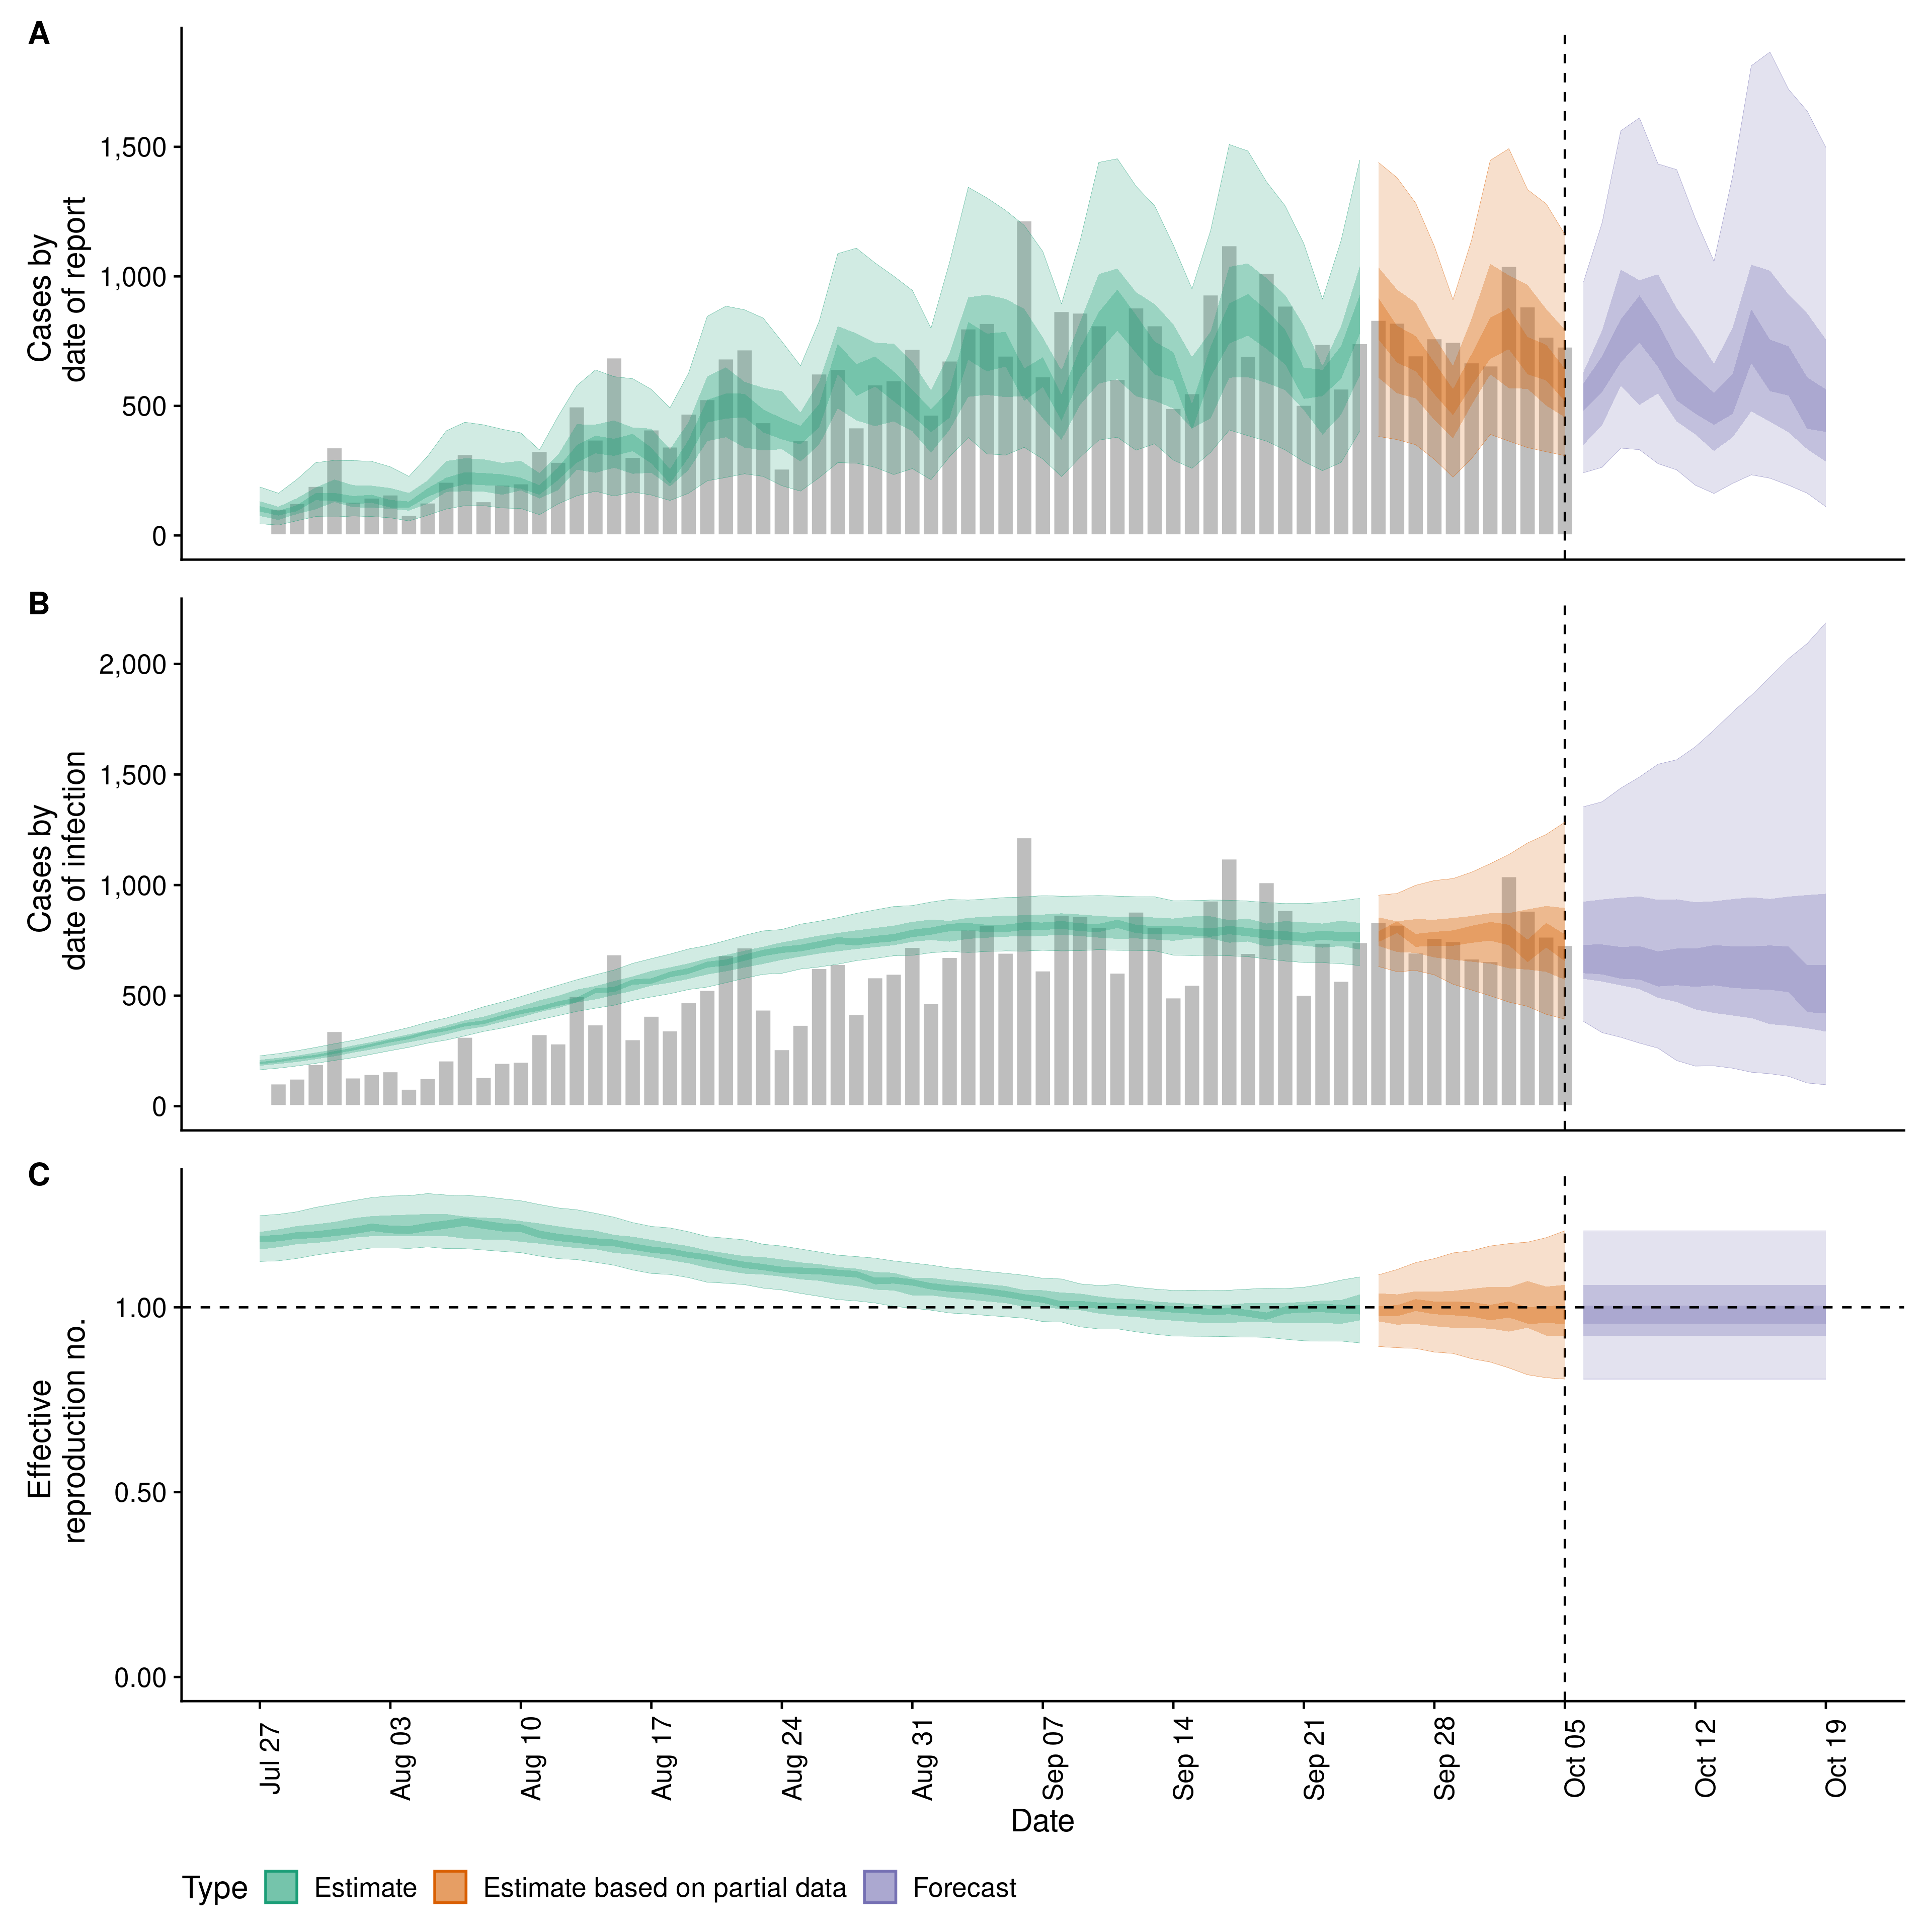 A
Cases by
date of report
1,500
1,000
500
0
B
Cases by
date of infection
2,000
1,500
1,000
500
0
C
Effective
reproduction no.
1.00
0.50
0.00
Jul 27
Aug 03
Aug 10
Aug 17
Aug 24
Aug 31
Sep 07
Sep 14
Sep 21
Sep 28
Oct 05
Oct 12
Oct 19
Date
Type Estimate Estimate based on partial data Forecast